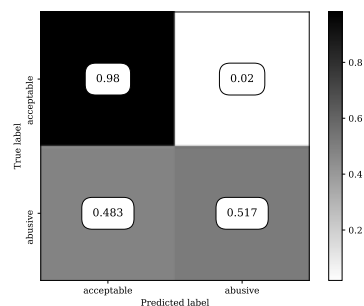 0.98
0.02
0.483
0.517
acceptable
abusive
True label
acceptable
abusive
Predicted label
0.8
0.6
0.4
0.2